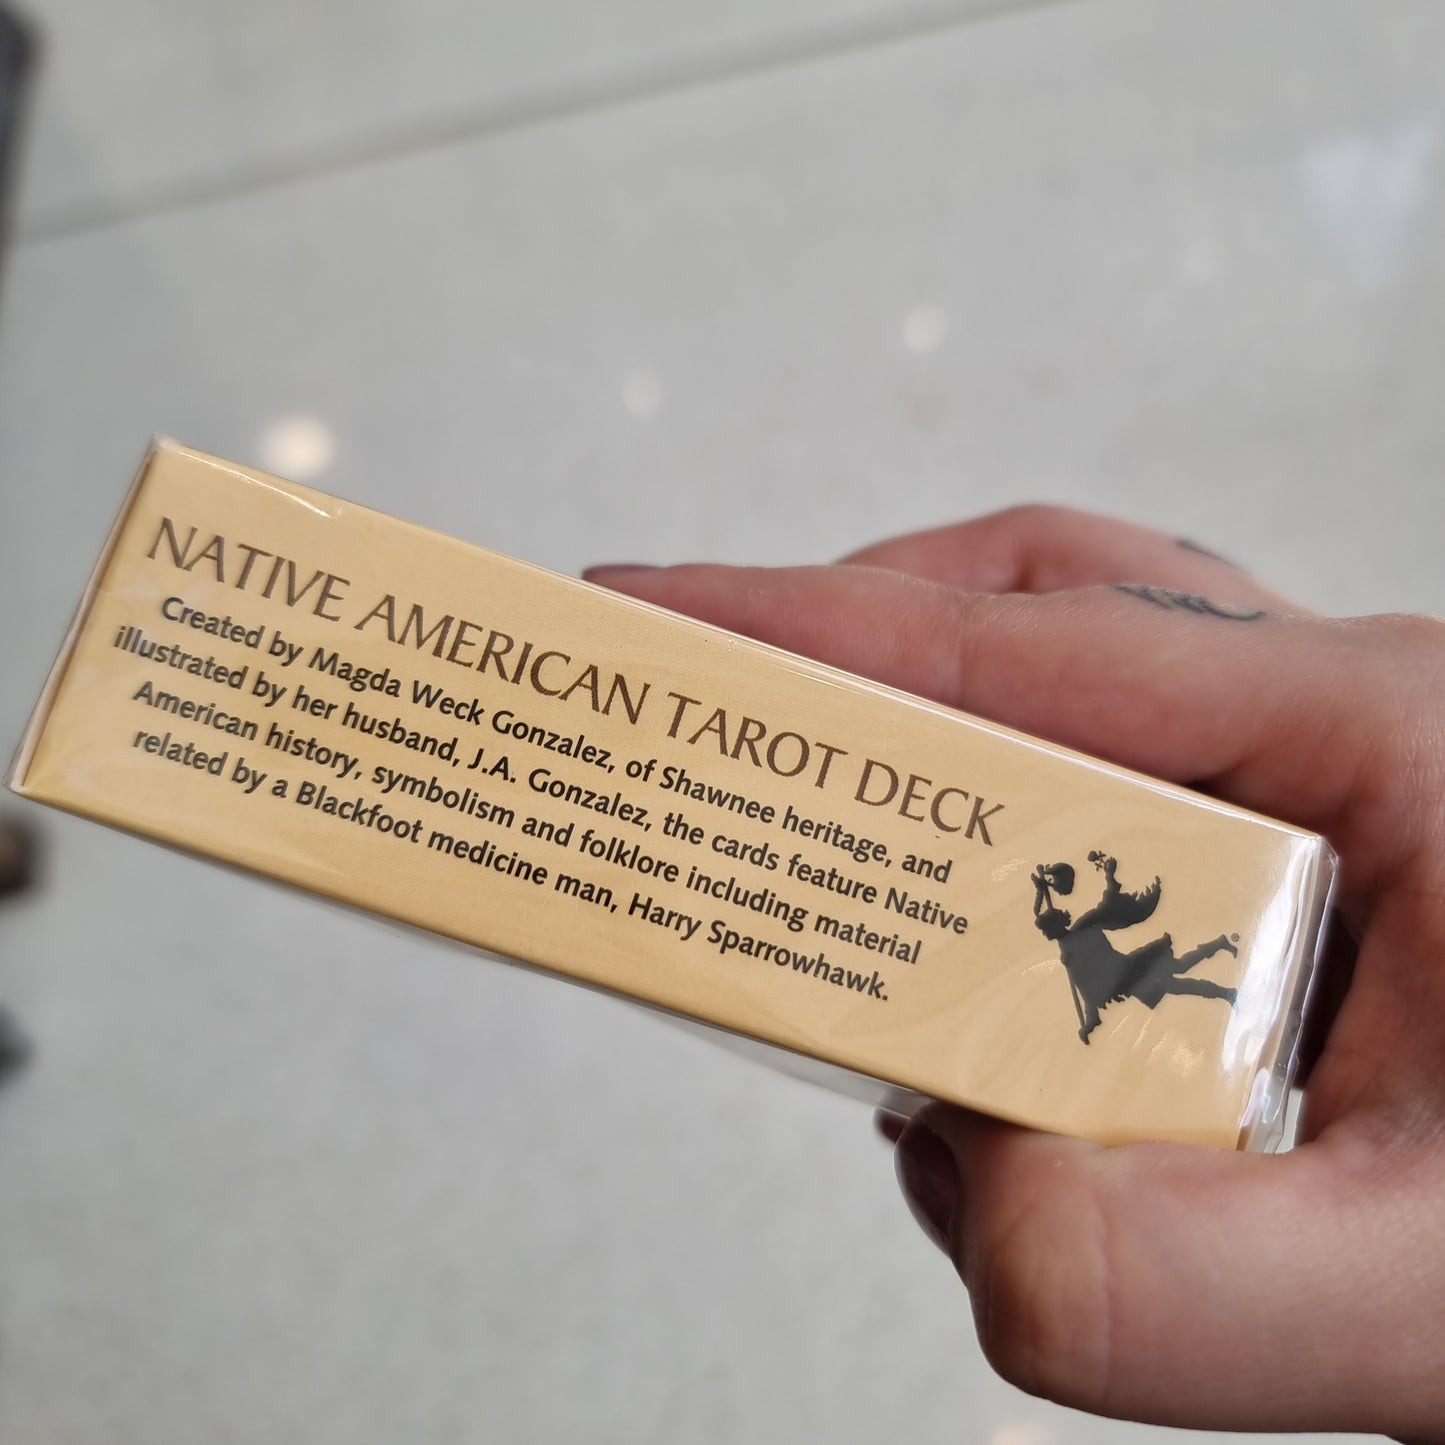 NATIVE AMERICAN TAROT DECK
Created by Magda Weck Gonzalez, of Shawnee heritage, and
illustrated by her husband, J.A. Gonzalez, the cards feature Native
American history, symbolism and folklore including material
related by a Blackfoot medicine man, Harry Sparrowhawk.
®